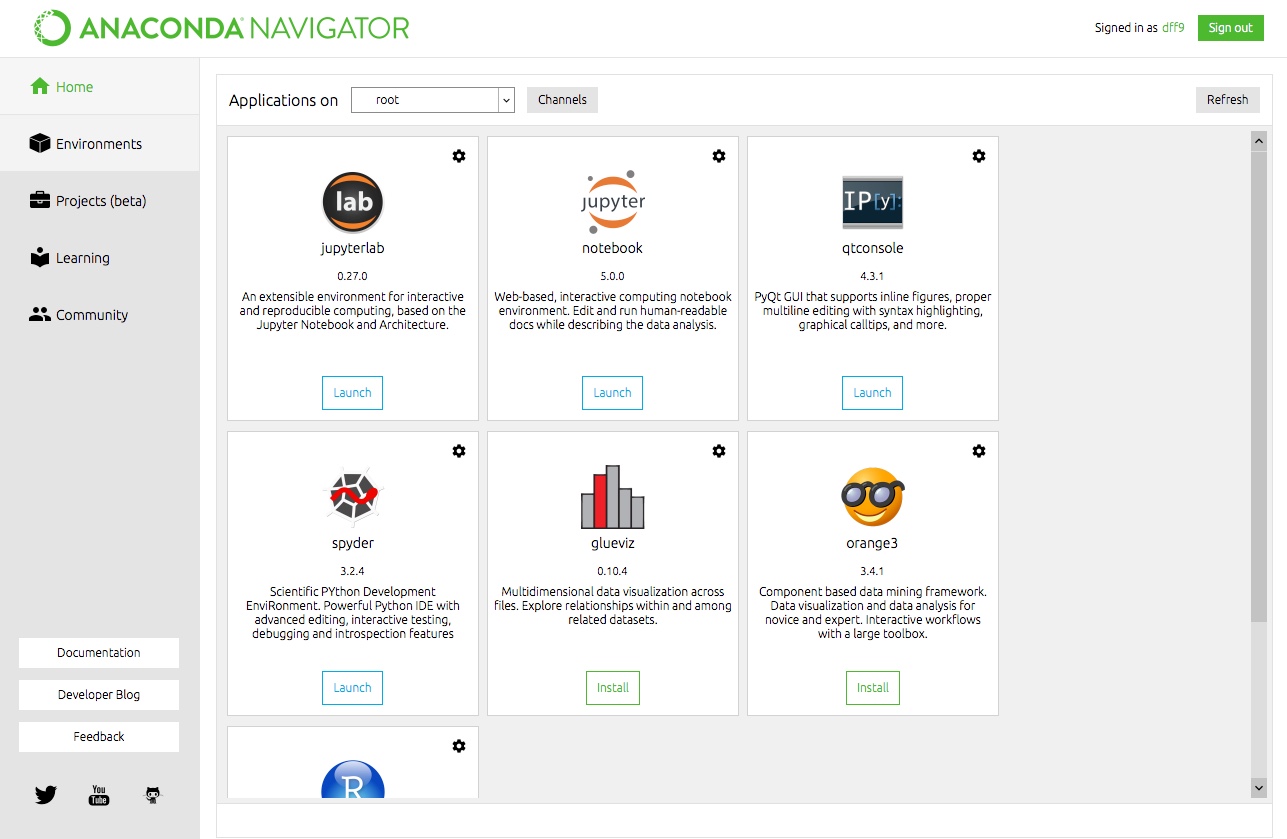 ANACONDA NAVIGATOR
Signed in as dff9
Sign out
Home
Environments
Projects (beta)
Learning
Community
Documentation
Developer Blog
Feedback
You
Tube
Applications on
root
Channels
Refresh
lab
jupyterlab
0.27.0
An extensible environment for interactive
and reproducible computing, based on the
Jupyter Notebook and Architecture.
Launch
jupyter
notebook
5.0.0
Web-based, interactive computing notebook
environment. Edit and run human-readable
docs while describing the data analysis.
Launch
IP[y]:
qtconsole
4.3.1
PyQt GUI that supports inline figures, proper
multiline editing with syntax highlighting,
graphical calltips, and more.
Launch
spyder
3.2.4
Scientific PYthon Development
EnviRonment. Powerful Python IDE with
advanced editing, interactive testing,
debugging and introspection features
Launch
glueviz
0.10.4
Multidimensional data visualization across
files. Explore relationships within and among
related datasets.
Install
orange3
3.4.1
Component based data mining framework.
Data visualization and data analysis for
novice and expert. Interactive workflows
with a large toolbox.
Install
R